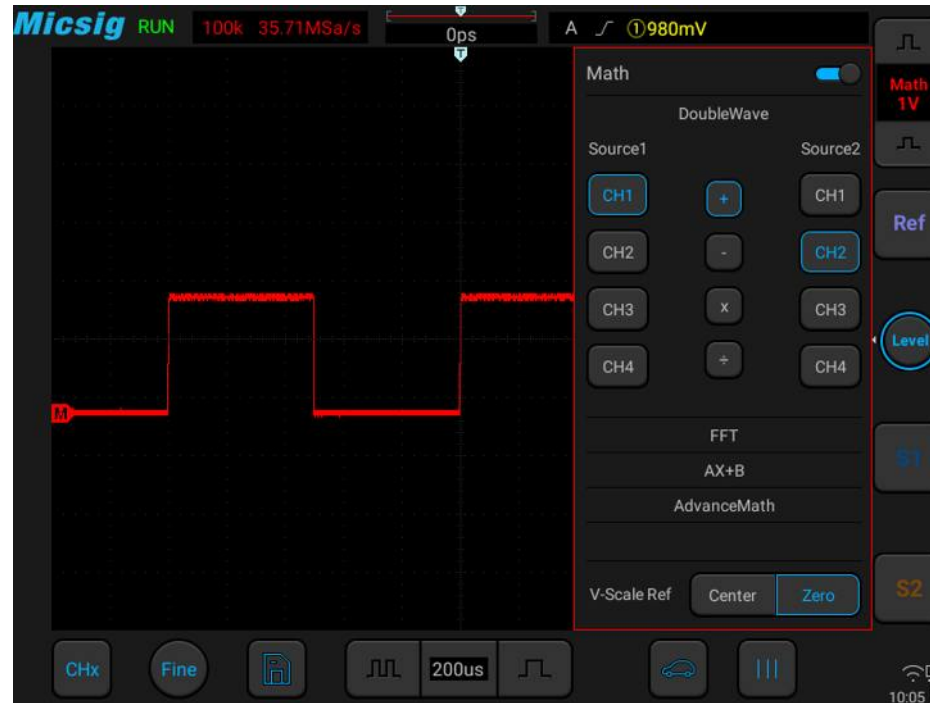 Micsig RUN 100k 35.71MSa/s 0ps A ①980mV
T
T
Math
Math
1V
DoubleWave
Source1 Source2
CH1 + CH1
Ref
CH2 - CH2
CH3 x CH3
Level
CH4 ÷ CH4
M
FFT
S1
AX+B
AdvanceMath
V-Scale Ref Center Zero
S2
CHx Fine 200us
10:05